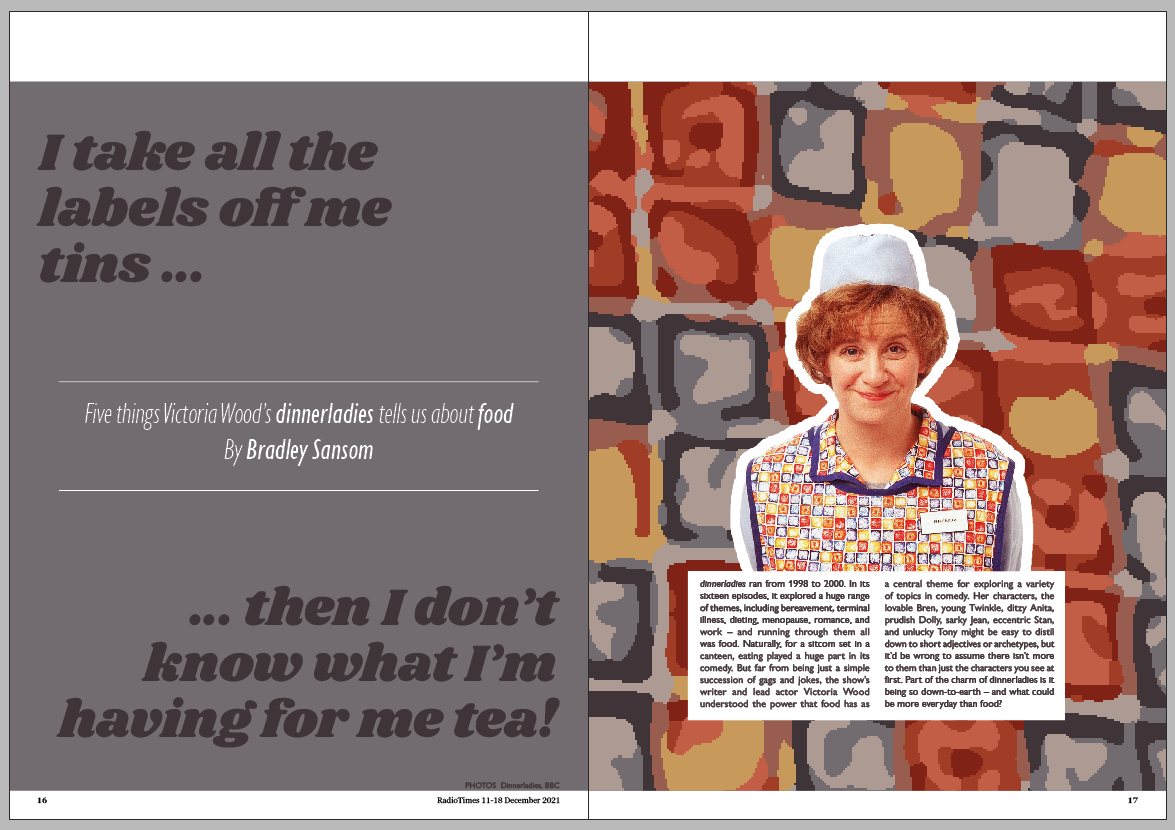 I take all the
labels off me
tins ...
Five things Victoria Wood's dinnerladies tells us about food
By Bradley Sansom
... then I don't
know what I'm
having for me tea!
PHOTOS Dinnerladies, BBC
16
RadioTimes 11-18 December 2021
dinnerladies ran from 1998 to 2000. In its
sixteen episodes, it explored a huge range
of themes, including bereavement, terminal
illness, dieting, menopause, romance, and
work – and running through them all
was food. Naturally, for a sitcom set in a
canteen, eating played a huge part in its
comedy. But far from being just a simple
succession of gags and jokes, the show's
writer and lead actor Victoria Wood
understood the power that food has as
a central theme for exploring a variety
of topics in comedy. Her characters, the
lovable Bren, young Twinkle, ditzy Anita,
prudish Dolly, sarky Jean, eccentric Stan,
and unlucky Tony might be easy to distil
down to short adjectives or archetypes, but
it'd be wrong to assume there isn't more
to them than just the characters you see at
first. Part of the charm of dinnerladies is it
being so down-to-earth – and what could
be more everyday than food?
17